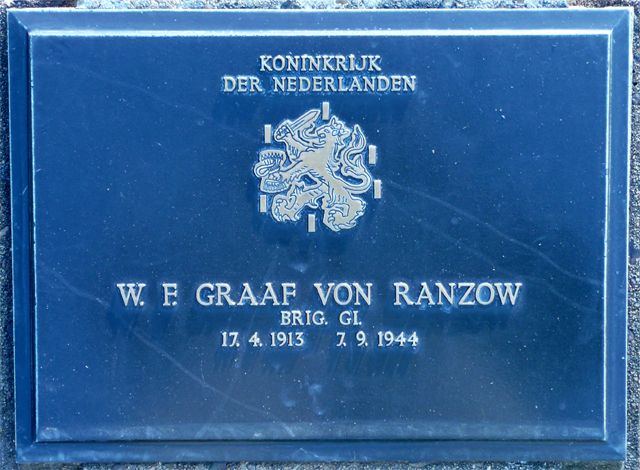 KONINKRIJK
DER NEDERLANDEN
W. F. GRAAF VON RANZOW
BRIG. GI.
17. 4. 1913 7. 9. 1944